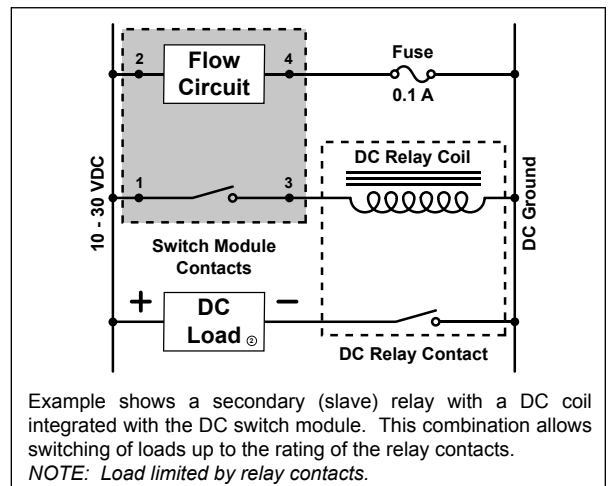 2
Flow
Circuit
4
Fuse
0.1 A
10 - 30 VDC
DC Ground
1
3
DC Relay Coil
Switch Module
Contacts
+
DC
Load ②
−
DC Relay Contact
Example shows a secondary (slave) relay with a DC coil
integrated with the DC switch module. This combination allows
switching of loads up to the rating of the relay contacts.
NOTE: Load limited by relay contacts.